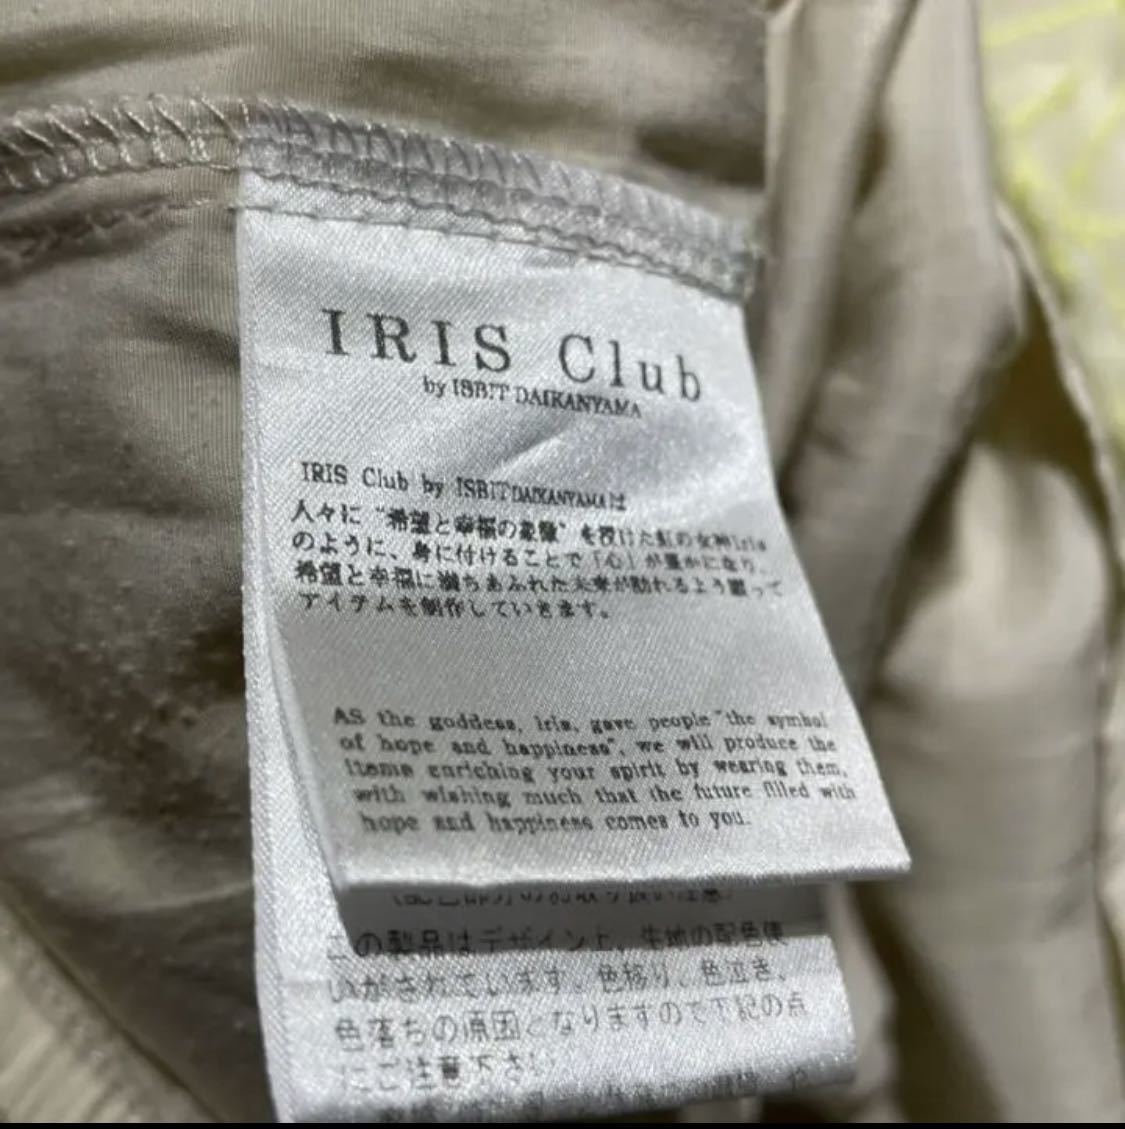 IRIS Club
by ISBIT DAIKANYAMA
IRIS Club by ISBIT DAIKANYAMAは
人々に"希望と幸福の象徴"を授けた虹の女神Iris
のように、身に付けることで「心」が豊かになり、
希望と幸福に満ちあふれた未来が訪れるよう願って
アイテムを制作していきます。
AS the goddess, iris, gave people "the symbol
of hope and happiness", we will produce the
items enriching your spirit by wearing them,
with wishing much that the future filled with
hope and happiness comes to you.
この製品はデザイン上、生地の配色使
いがされています。色移り、色泣き、
色落ちの原因となりますので下記の点
にご注意下さい